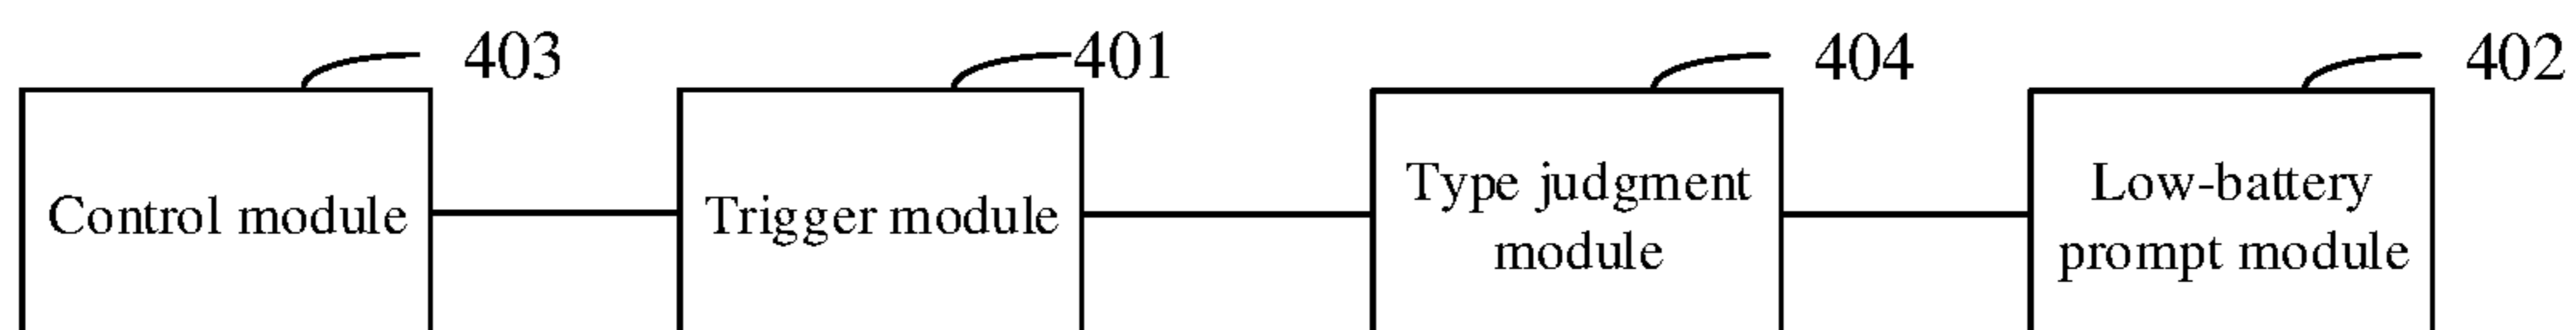 403
401
404
402
Control module
Trigger module
Type judgment
module
Low-battery
prompt module